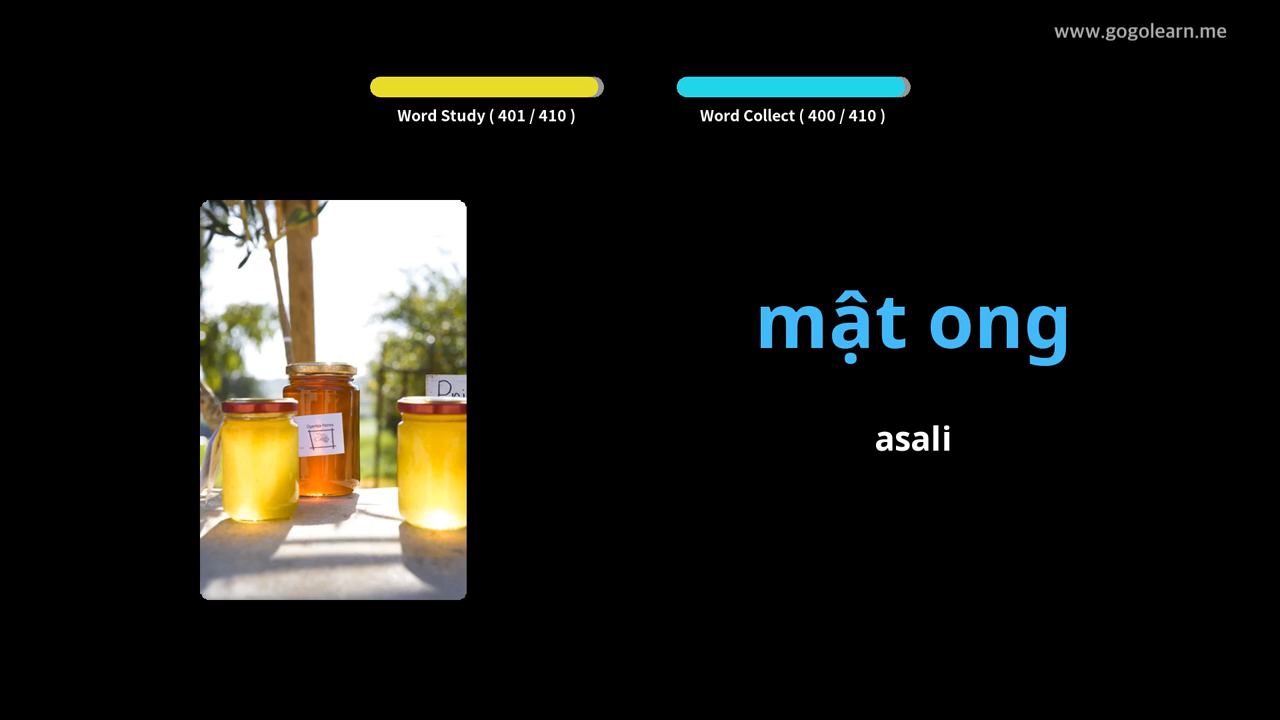 www.gogolearn.me
Word Study ( 401 / 410 )
Word Collect ( 400 / 410 )
mật ong
asali